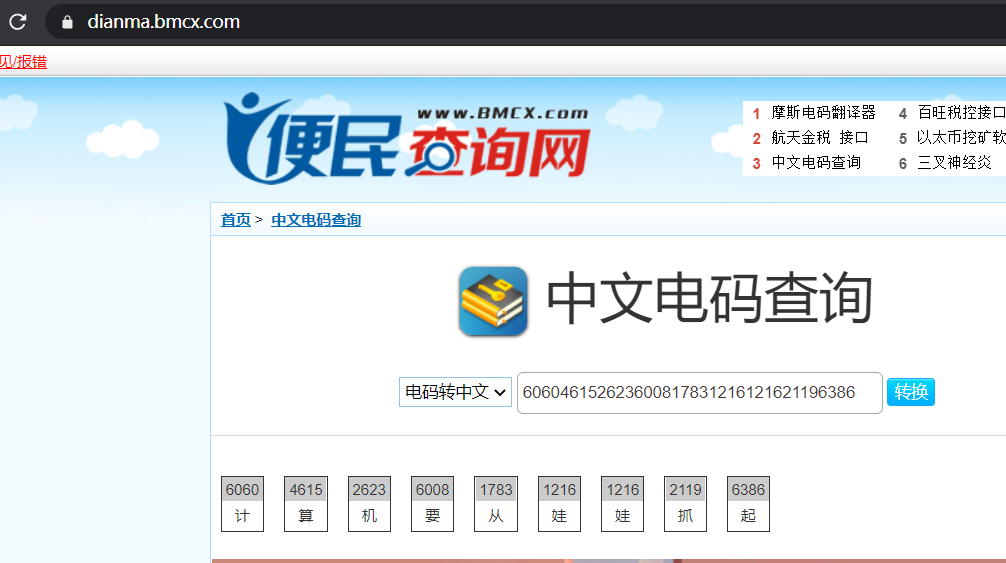 dianma.bmcx.com
见/报错
www.BMCX.com
便民查询网
1 摩斯电码翻译器 4 百旺税控接口
2 航天金税 接口 5 以太币挖矿软
3 中文电码查询 6 三叉神经炎
首页 > 中文电码查询
中文电码查询
电码转中文 606046152623600817831216121621196386 转换
6060 4615 2623 6008 1783 1216 1216 2119 6386
计 算 机 要 从 娃 娃 抓 起